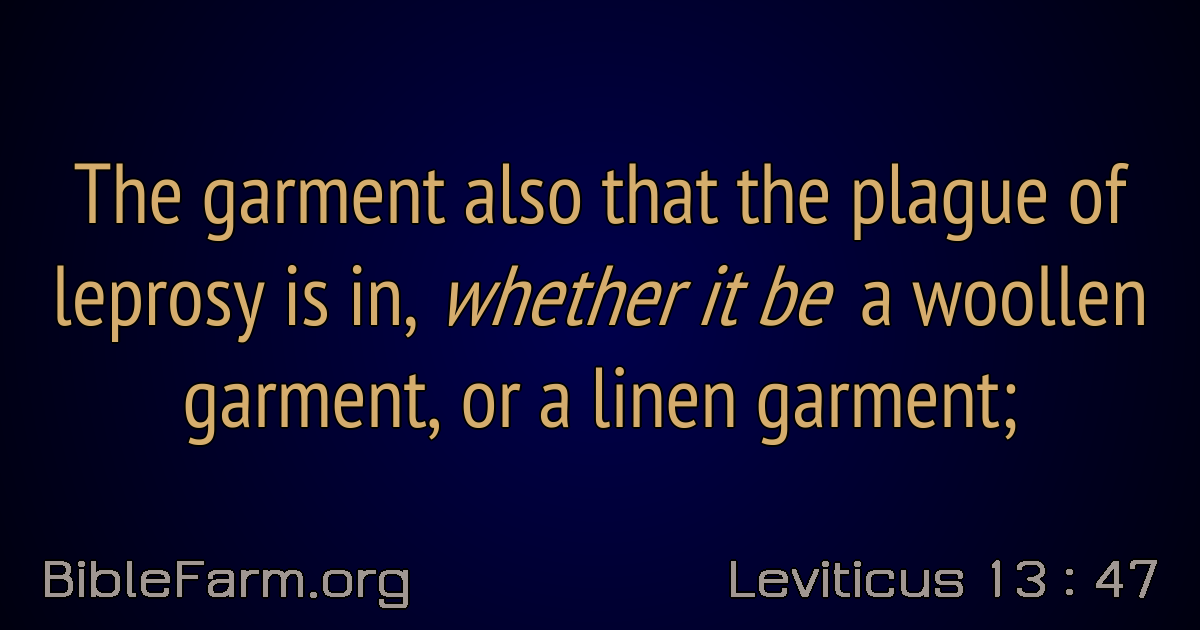 The garment also that the plague of
leprosy is in, whether it be a woollen
garment, or a linen garment;
BibleFarm.org
Leviticus 13 : 47